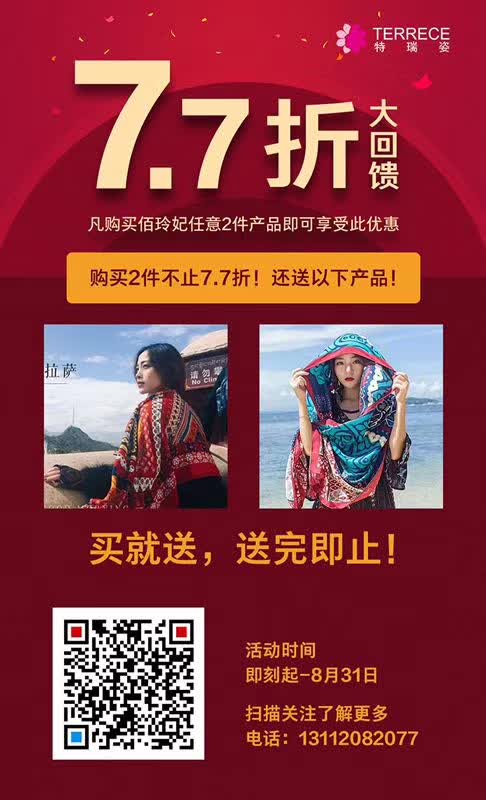 TERRECE
特瑞姿
7.7折
大回馈
凡购买佰玲妃任意2件产品即可享受此优惠
购买2件不止7.7折！还送以下产品！
拉萨
请勿攀
No Clim
买就送，送完即止！
活动时间
即刻起-8月31日
扫描关注了解更多
电话：13112082077